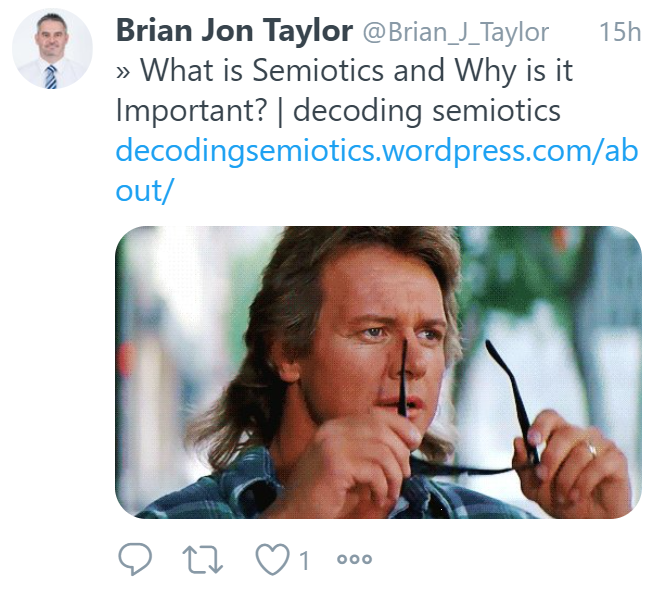 Brian Jon Taylor @Brian_J_Taylor 15h
» What is Semiotics and Why is it
Important? | decoding semiotics
decodingsemiotics.wordpress.com/ab
out/
1